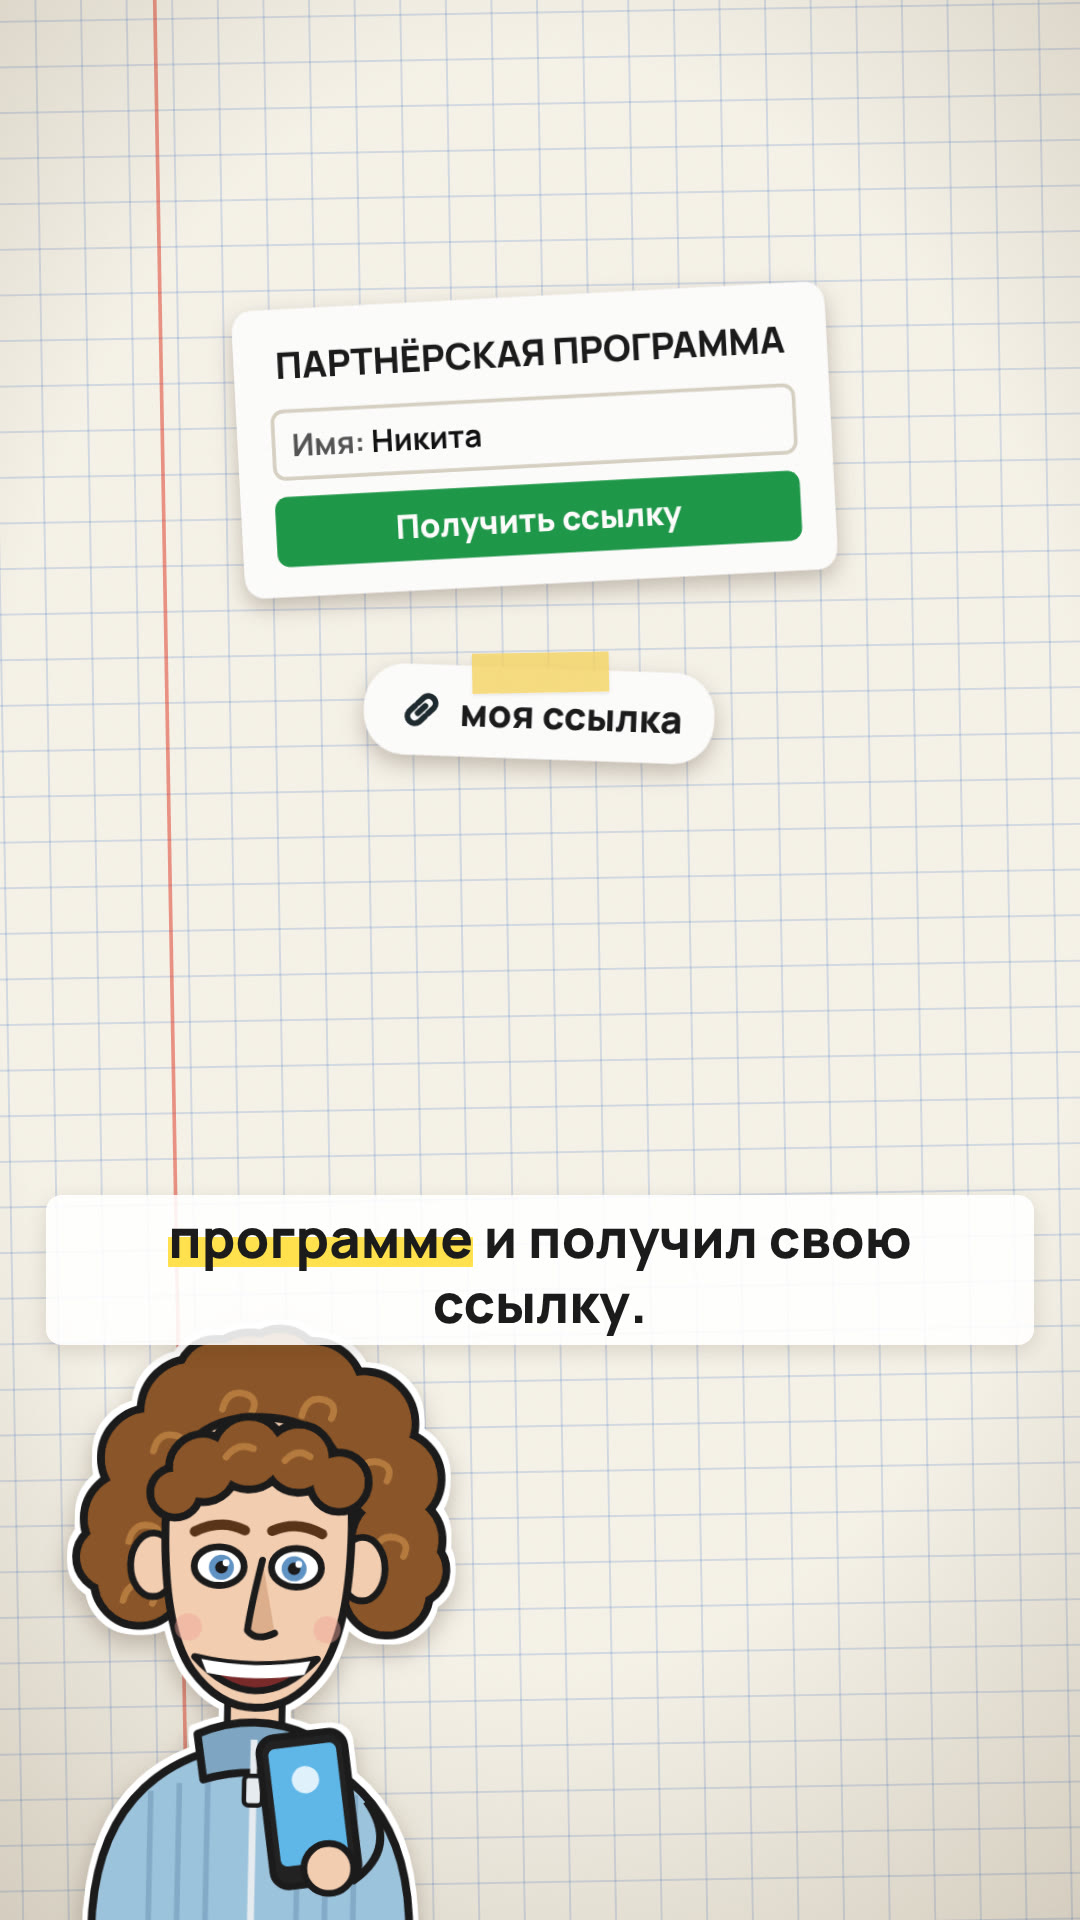 ПАРТНЁРСКАЯ ПРОГРАММА
Имя: Никита
Получить ссылку
моя ссылка
программе и получил свою
ссылку.